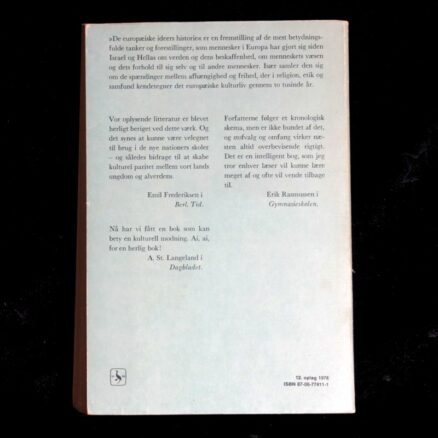 »De europæiske ideers historie« er en fremstilling af de mest betydnings-
fulde tanker og forestillinger, som mennesker i Europa har gjort sig siden
Israel og Hellas om verden og dens beskaffenhed, om menneskets væsen
og dets forhold til sig selv og til andre mennesker. Især samler den sig
om de spændinger mellem afhængighed og frihed, der i religion, etik og
samfund kendetegner det europæiske kulturliv gennem to tusinde år.
Vor oplysende litteratur er blevet
herligt beriget ved dette værk. Og
det synes at kunne være velegnet
til brug i de nye nationers skoler
– og således bidrage til at skabe
kulturel paritet mellem vort lands
ungdom og alverdens.
Emil Frederiksen i
Berl. Tid.
Nå har vi fått en bok som kan
bety en kulturell modning. Ai, ai,
for en herlig bok!
A. St. Langeland i
Dagbladet.
Forfatterne følger et kronologisk
skema, men er ikke bundet af det,
og stofvalg og omfang virker næ-
sten altid overbevisende rigtigt.
Det er en intelligent bog, som jeg
tror enhver læser vil kunne lære
meget af og ofte vil vende tilbage
til.
Erik Rasmussen i
Gymnasieskolen.
12. oplag 1976
ISBN 87-00-77411-1